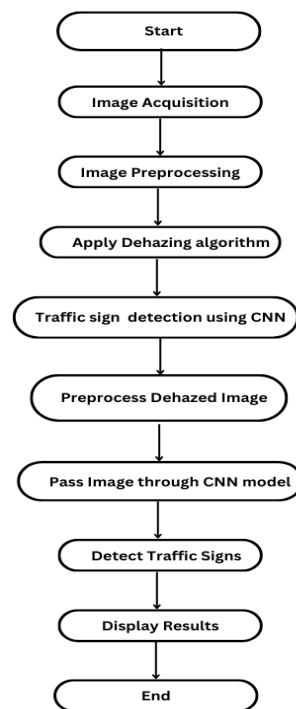 Start
Image Acquisition
Image Preprocessing
Apply Dehazing algorithm
Traffic sign detection using CNN
Preprocess Dehazed Image
Pass Image through CNN model
Detect Traffic Signs
Display Results
End